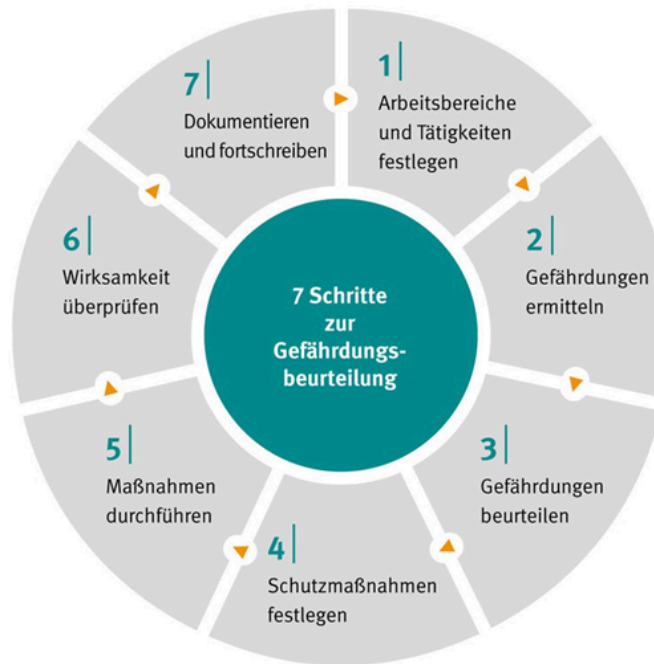 7 Schritte
zur
Gefährdungs-
beurteilung
1
Arbeitsbereiche
und Tätigkeiten
festlegen
2
Gefährdungen
ermitteln
3
Gefährdungen
beurteilen
4
Schutzmaßnahmen
festlegen
5
Maßnahmen
durchführen
6
Wirksamkeit
überprüfen
7
Dokumentieren
und fortschreiben